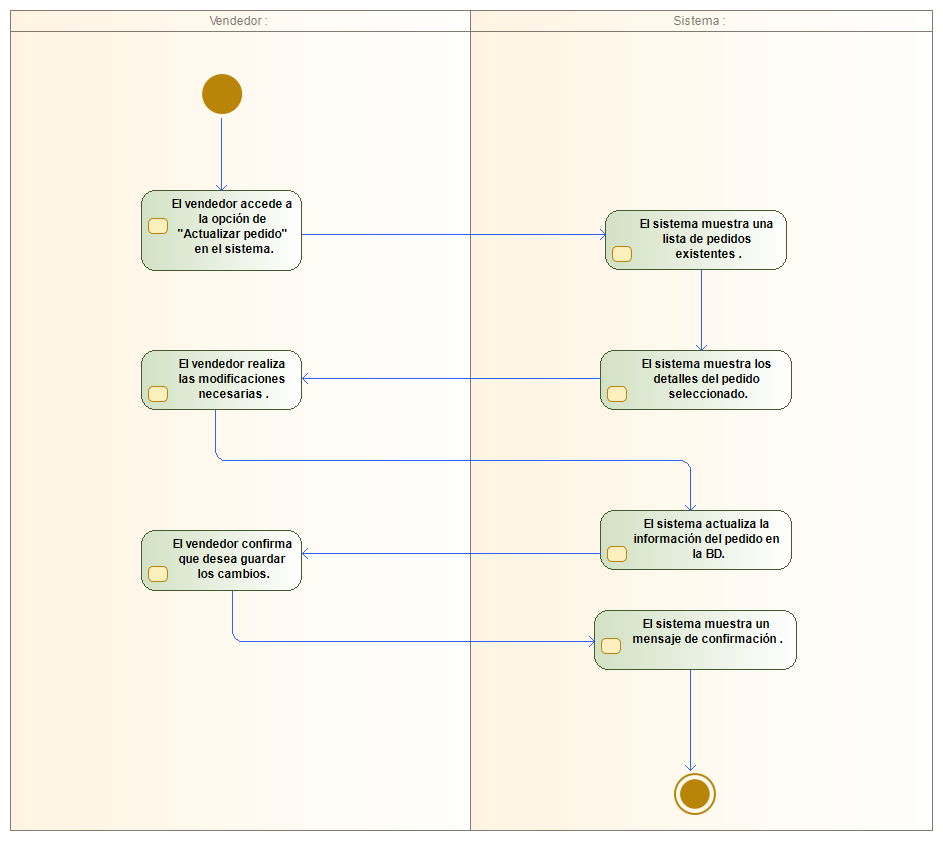 Vendedor :
Sistema :
El vendedor accede a
la opción de
"Actualizar pedido"
en el sistema.
El sistema muestra una
lista de pedidos
existentes .
El vendedor realiza
las modificaciones
necesarias .
El sistema muestra los
detalles del pedido
seleccionado.
El sistema actualiza la
información del pedido en
la BD.
El vendedor confirma
que desea guardar
los cambios.
El sistema muestra un
mensaje de confirmación .